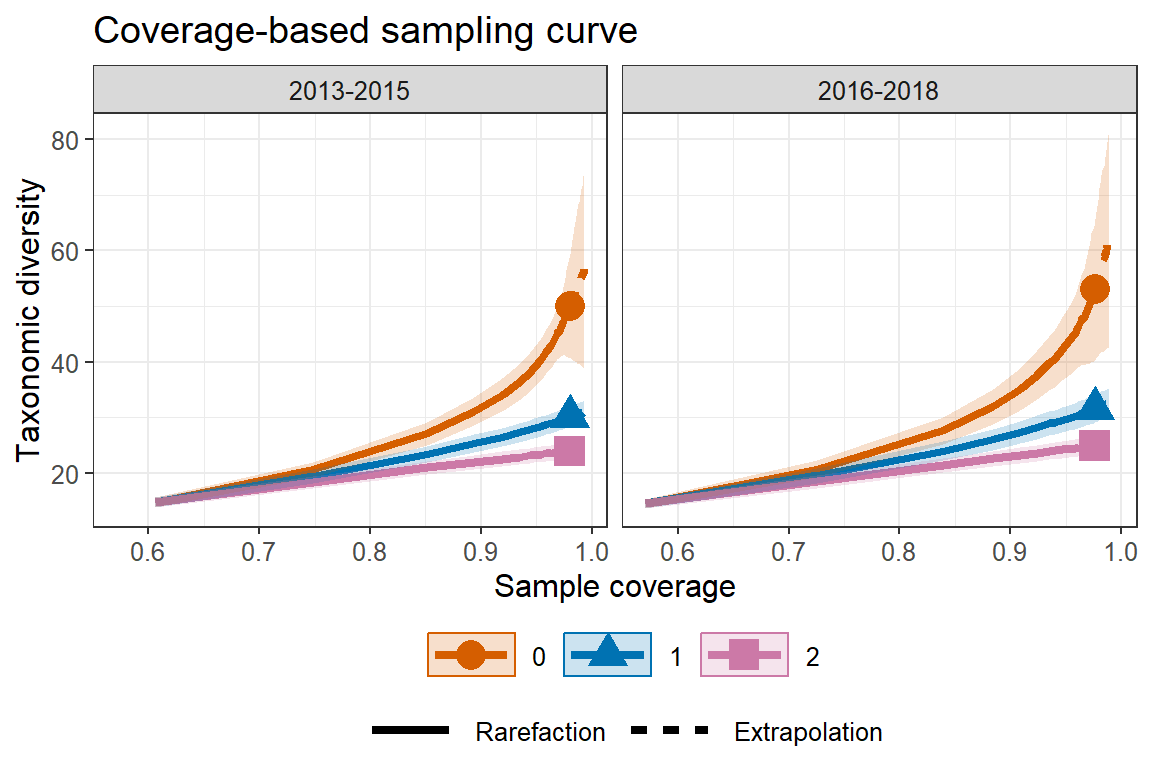 Coverage-based sampling curve
2013-2015 2016-2018
80
60
40
20
Taxonomic diversity
0.6 0.7 0.8 0.9 1.0 0.6 0.7 0.8 0.9 1.0
Sample coverage
0 1 2
Rarefaction Extrapolation